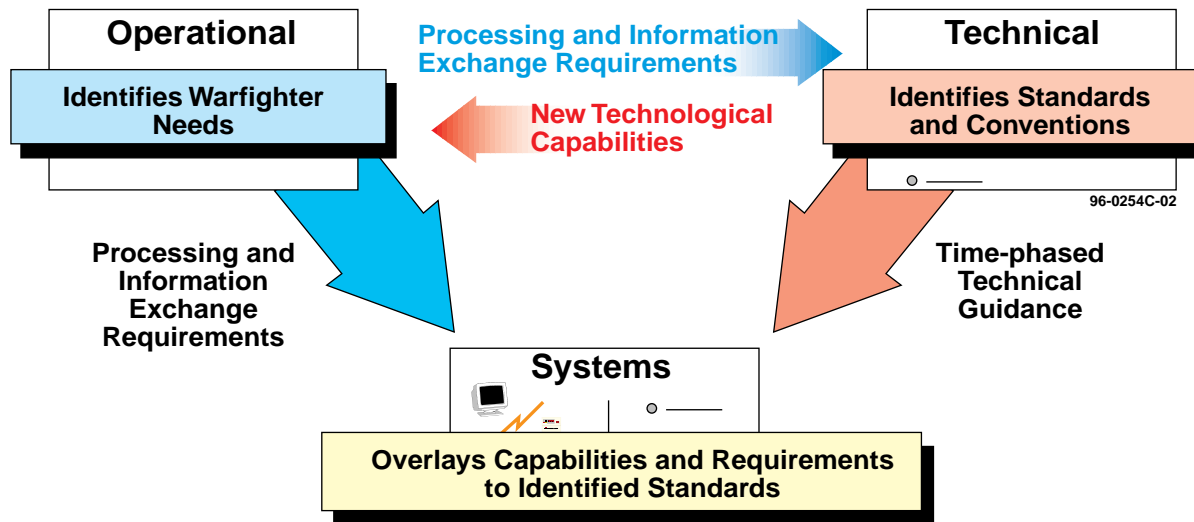 Operational
Identifies Warfighter
Needs
Processing and Information
Exchange Requirements
New Technological
Capabilities
Technical
Identifies Standards
and Conventions
96-0254C-02
Processing and
Information
Exchange
Requirements
Time-phased
Technical
Guidance
Systems
Overlays Capabilities and Requirements
to Identified Standards